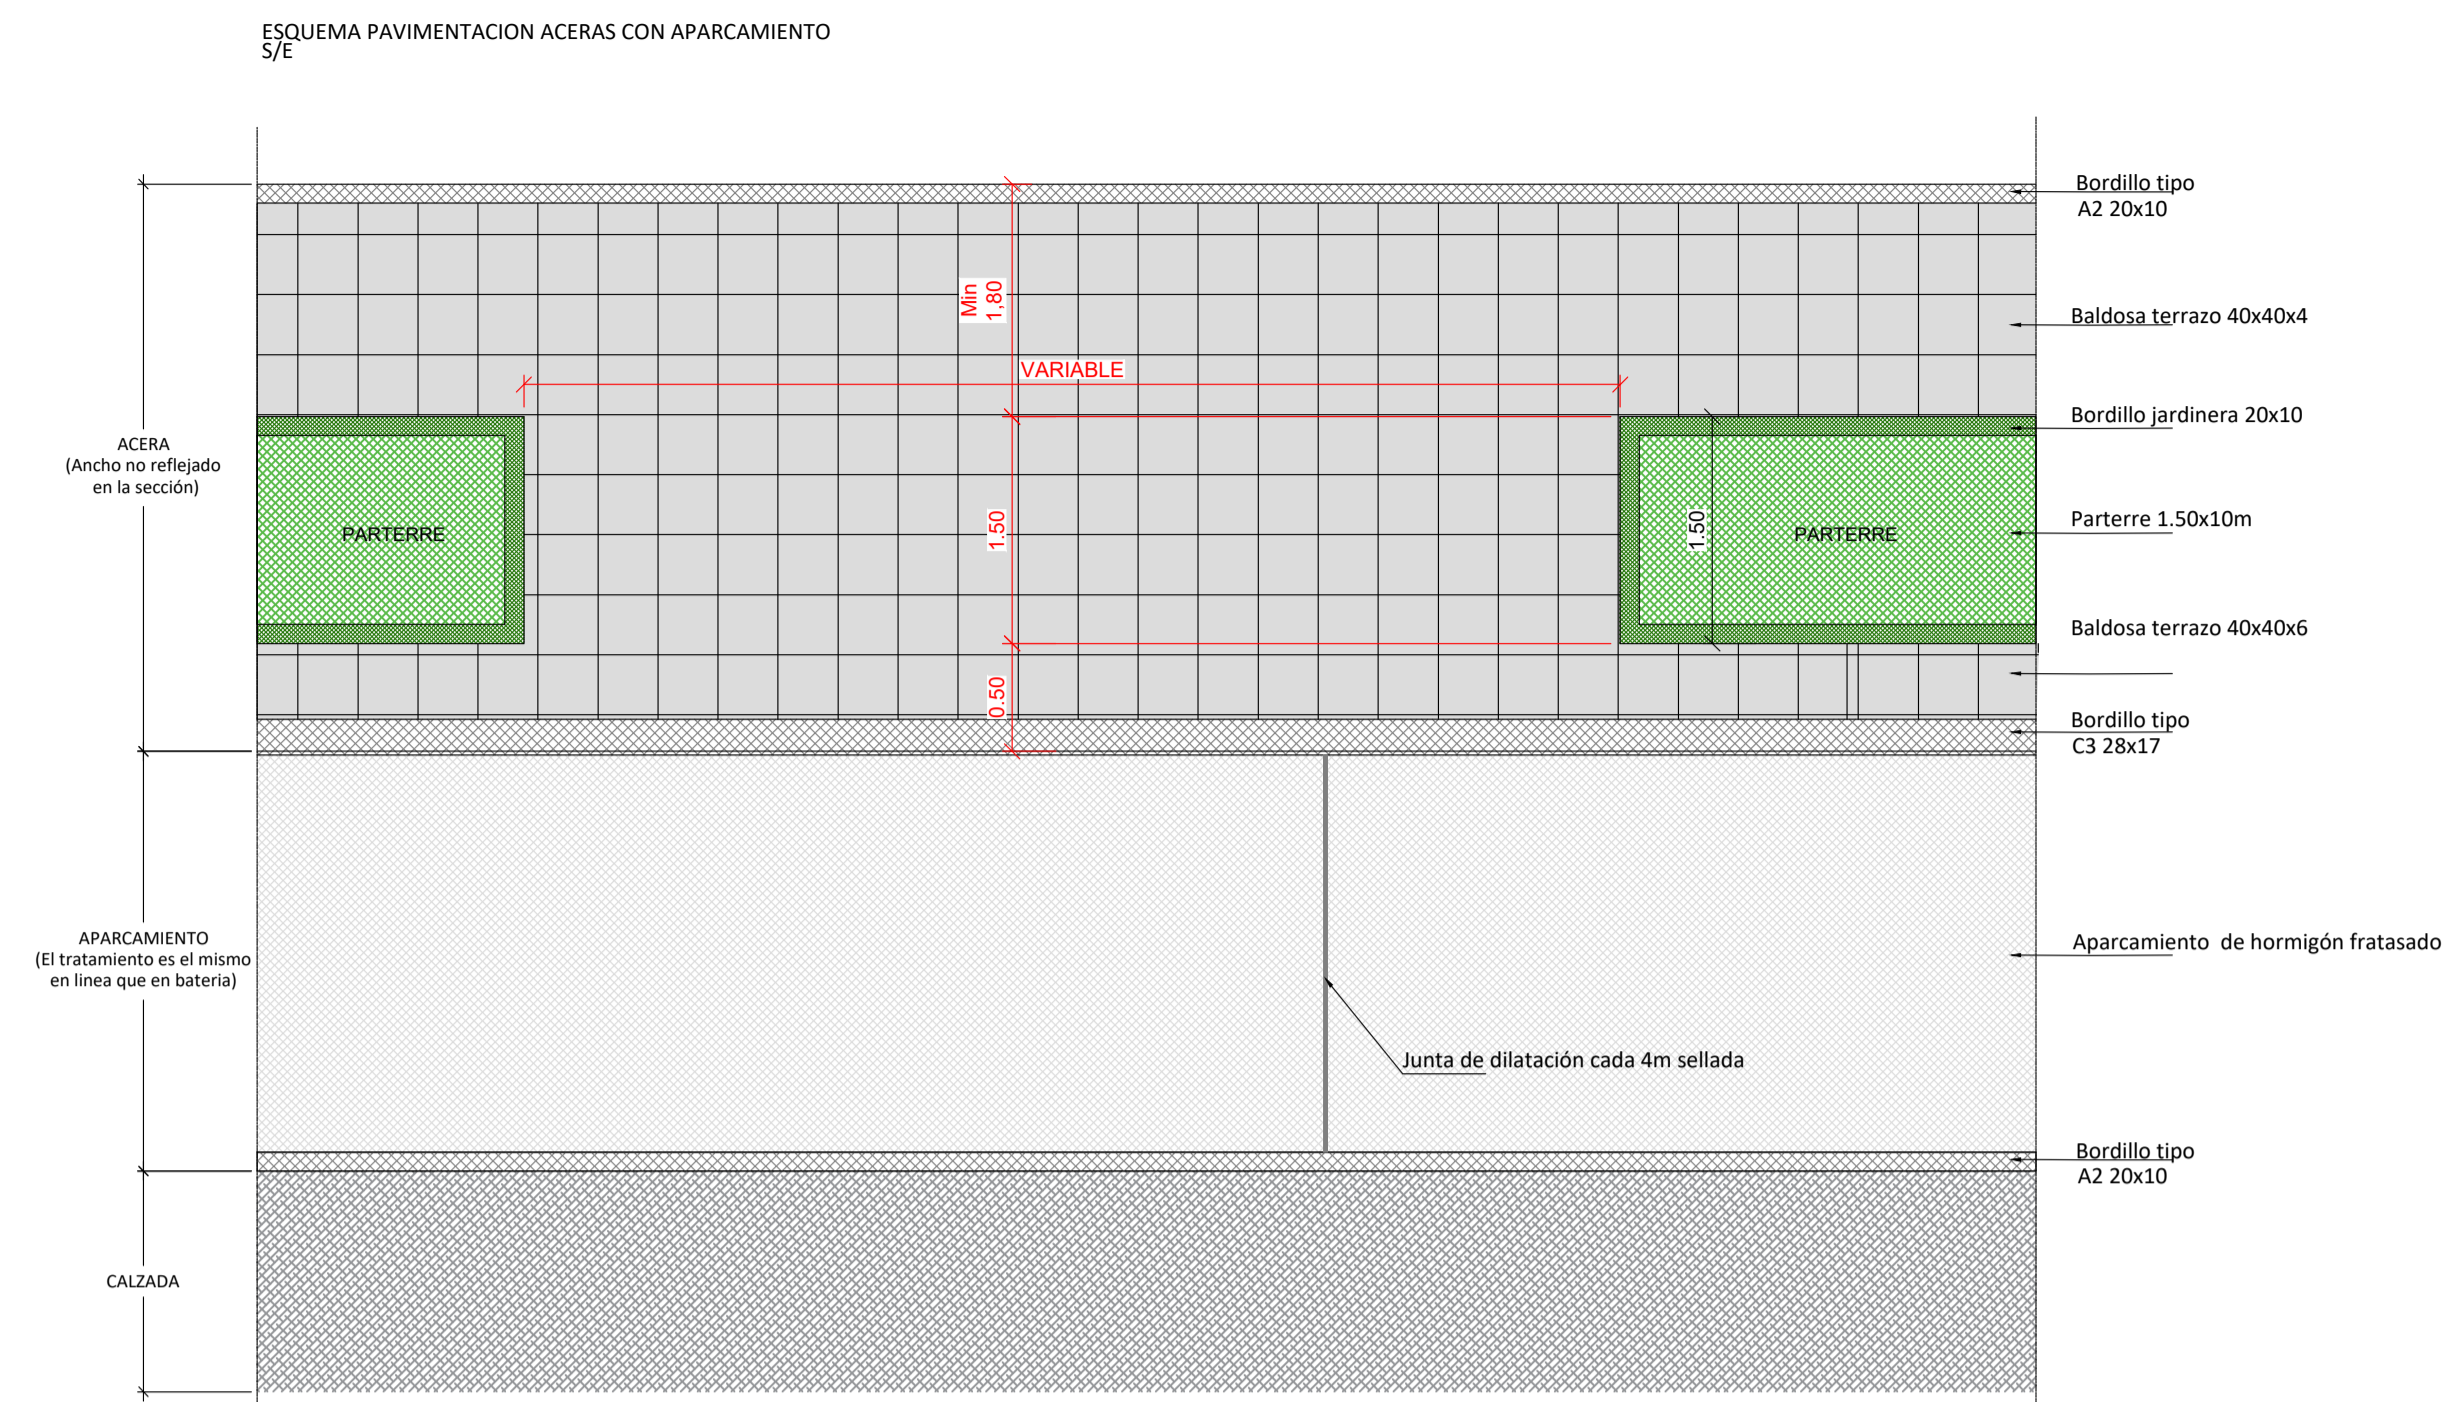 ESQUEMA PAVIMENTACION ACERAS CON APARCAMIENTO
S/E
Bordillo tipo
A2 20x10
Min
1,80
Baldosa terrazo 40x40x4
VARIABLE
Bordillo jardinera 20x10
ACERA
(Ancho no reflejado
en la sección)
PARTERRE
1.50
1.50
PARTERRE
Parterre 1.50x10m
Baldosa terrazo 40x40x6
0.50
Bordillo tipo
C3 28x17
APARCAMIENTO
(El tratamiento es el mismo
en linea que en bateria)
Aparcamiento de hormigón fratasado
Junta de dilatación cada 4m sellada
Bordillo tipo
A2 20x10
CALZADA